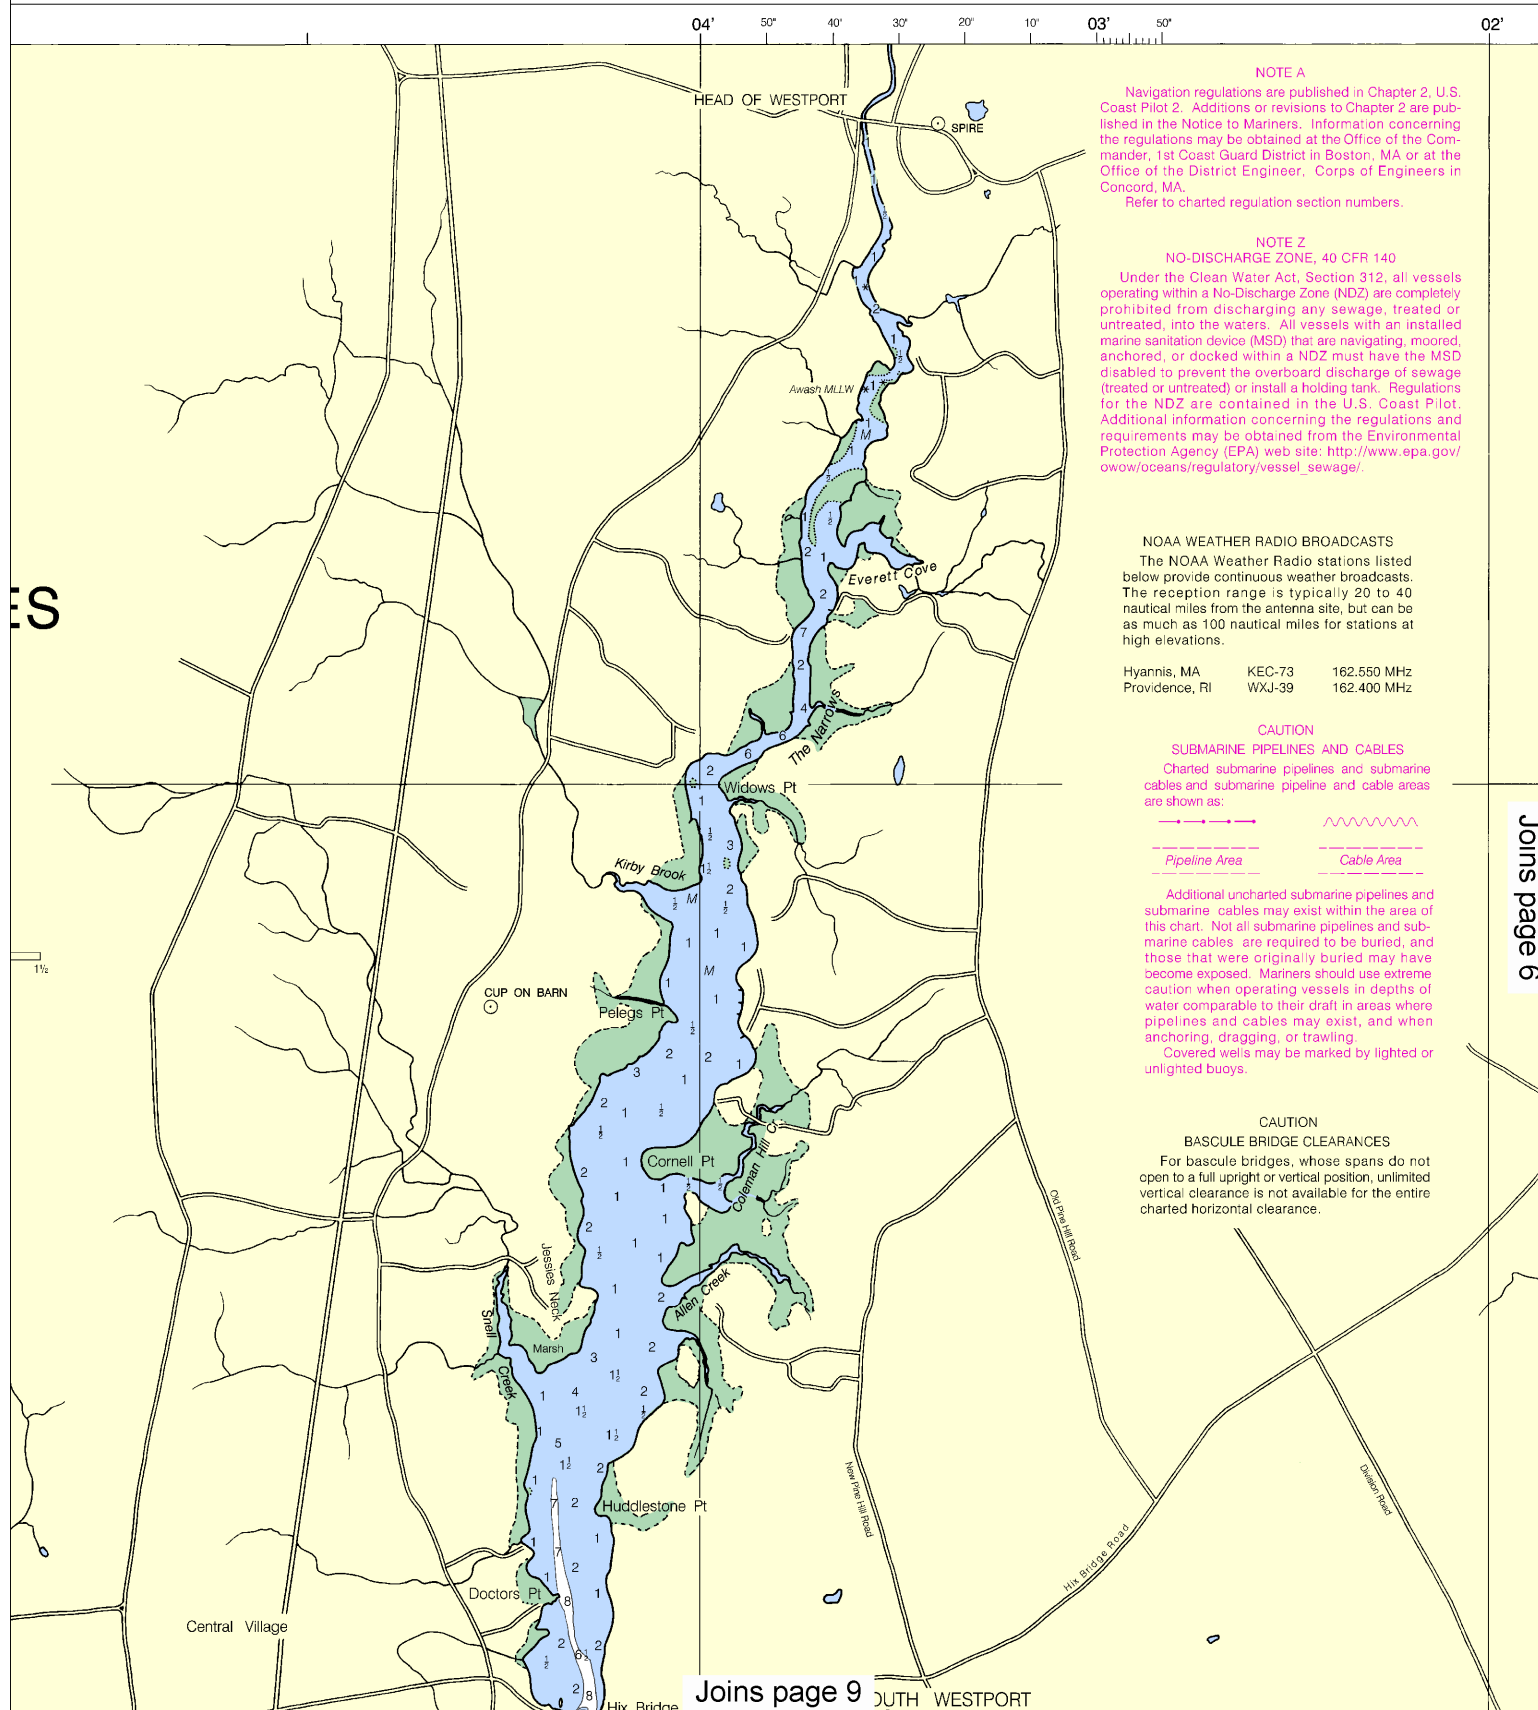 04' 50" 40' 30' 20" 10" 03' 50" 02'
HEAD OF WESTPORT
SPIRE
NOTE A
Navigation regulations are published in Chapter 2, U.S.
Coast Pilot 2. Additions or revisions to Chapter 2 are pub-
lished in the Notice to Mariners. Information concerning
the regulations may be obtained at the Office of the Com-
mander, 1st Coast Guard District in Boston, MA or at the
Office of the District Engineer, Corps of Engineers in
Concord, MA.
Refer to charted regulation section numbers.
NOTE Z
NO-DISCHARGE ZONE, 40 CFR 140
Under the Clean Water Act, Section 312, all vessels
operating within a No-Discharge Zone (NDZ) are completely
prohibited from discharging any sewage, treated or
untreated, into the waters. All vessels with an installed
marine sanitation device (MSD) that are navigating, moored,
anchored, or docked within a NDZ must have the MSD
disabled to prevent the overboard discharge of sewage
(treated or untreated) or install a holding tank. Regulations
for the NDZ are contained in the U.S. Coast Pilot.
Additional information concerning the regulations and
requirements may be obtained from the Environmental
Protection Agency (EPA) web site: http://www.epa.gov/
owow/oceans/regulatory/vessel_sewage/.
Awash MLLW
M
Everett Cove
ES
NOAA WEATHER RADIO BROADCASTS
The NOAA Weather Radio stations listed
below provide continuous weather broadcasts.
The reception range is typically 20 to 40
nautical miles from the antenna site, but can be
as much as 100 nautical miles for stations at
high elevations.
Hyannis, MA KEC-73 162.550 MHz
Providence, RI WXJ-39 162.400 MHz
The Narrows
Widows Pt
CAUTION
SUBMARINE PIPELINES AND CABLES
Charted submarine pipelines and submarine
cables and submarine pipeline and cable areas
are shown as:
Pipeline Area Cable Area
Additional uncharted submarine pipelines and
submarine cables may exist within the area of
this chart. Not all submarine pipelines and sub-
marine cables are required to be buried, and
those that were originally buried may have
become exposed. Mariners should use extreme
caution when operating vessels in depths of
water comparable to their draft in areas where
pipelines and cables may exist, and when
anchoring, dragging, or trawling.
Covered wells may be marked by lighted or
unlighted buoys.
Joins page 6
Kirby Brook
M
M
1½
CUP ON BARN
Pelegs Pt
Cornell Pt
Coleman Hill C
CAUTION
BASCULE BRIDGE CLEARANCES
For bascule bridges, whose spans do not
open to a full upright or vertical position, unlimited
vertical clearance is not available for the entire
charted horizontal clearance.
Old Pine Hill Road
Jessies Neck
Allen Creek
Snell Creek
Marsh
Huddlestone Pt
New Pine Hill Road
Division Road
Hix Bridge Road
Doctors Pt
Central Village
Joins page 9
OUTH WESTPORT
Hix Bridge